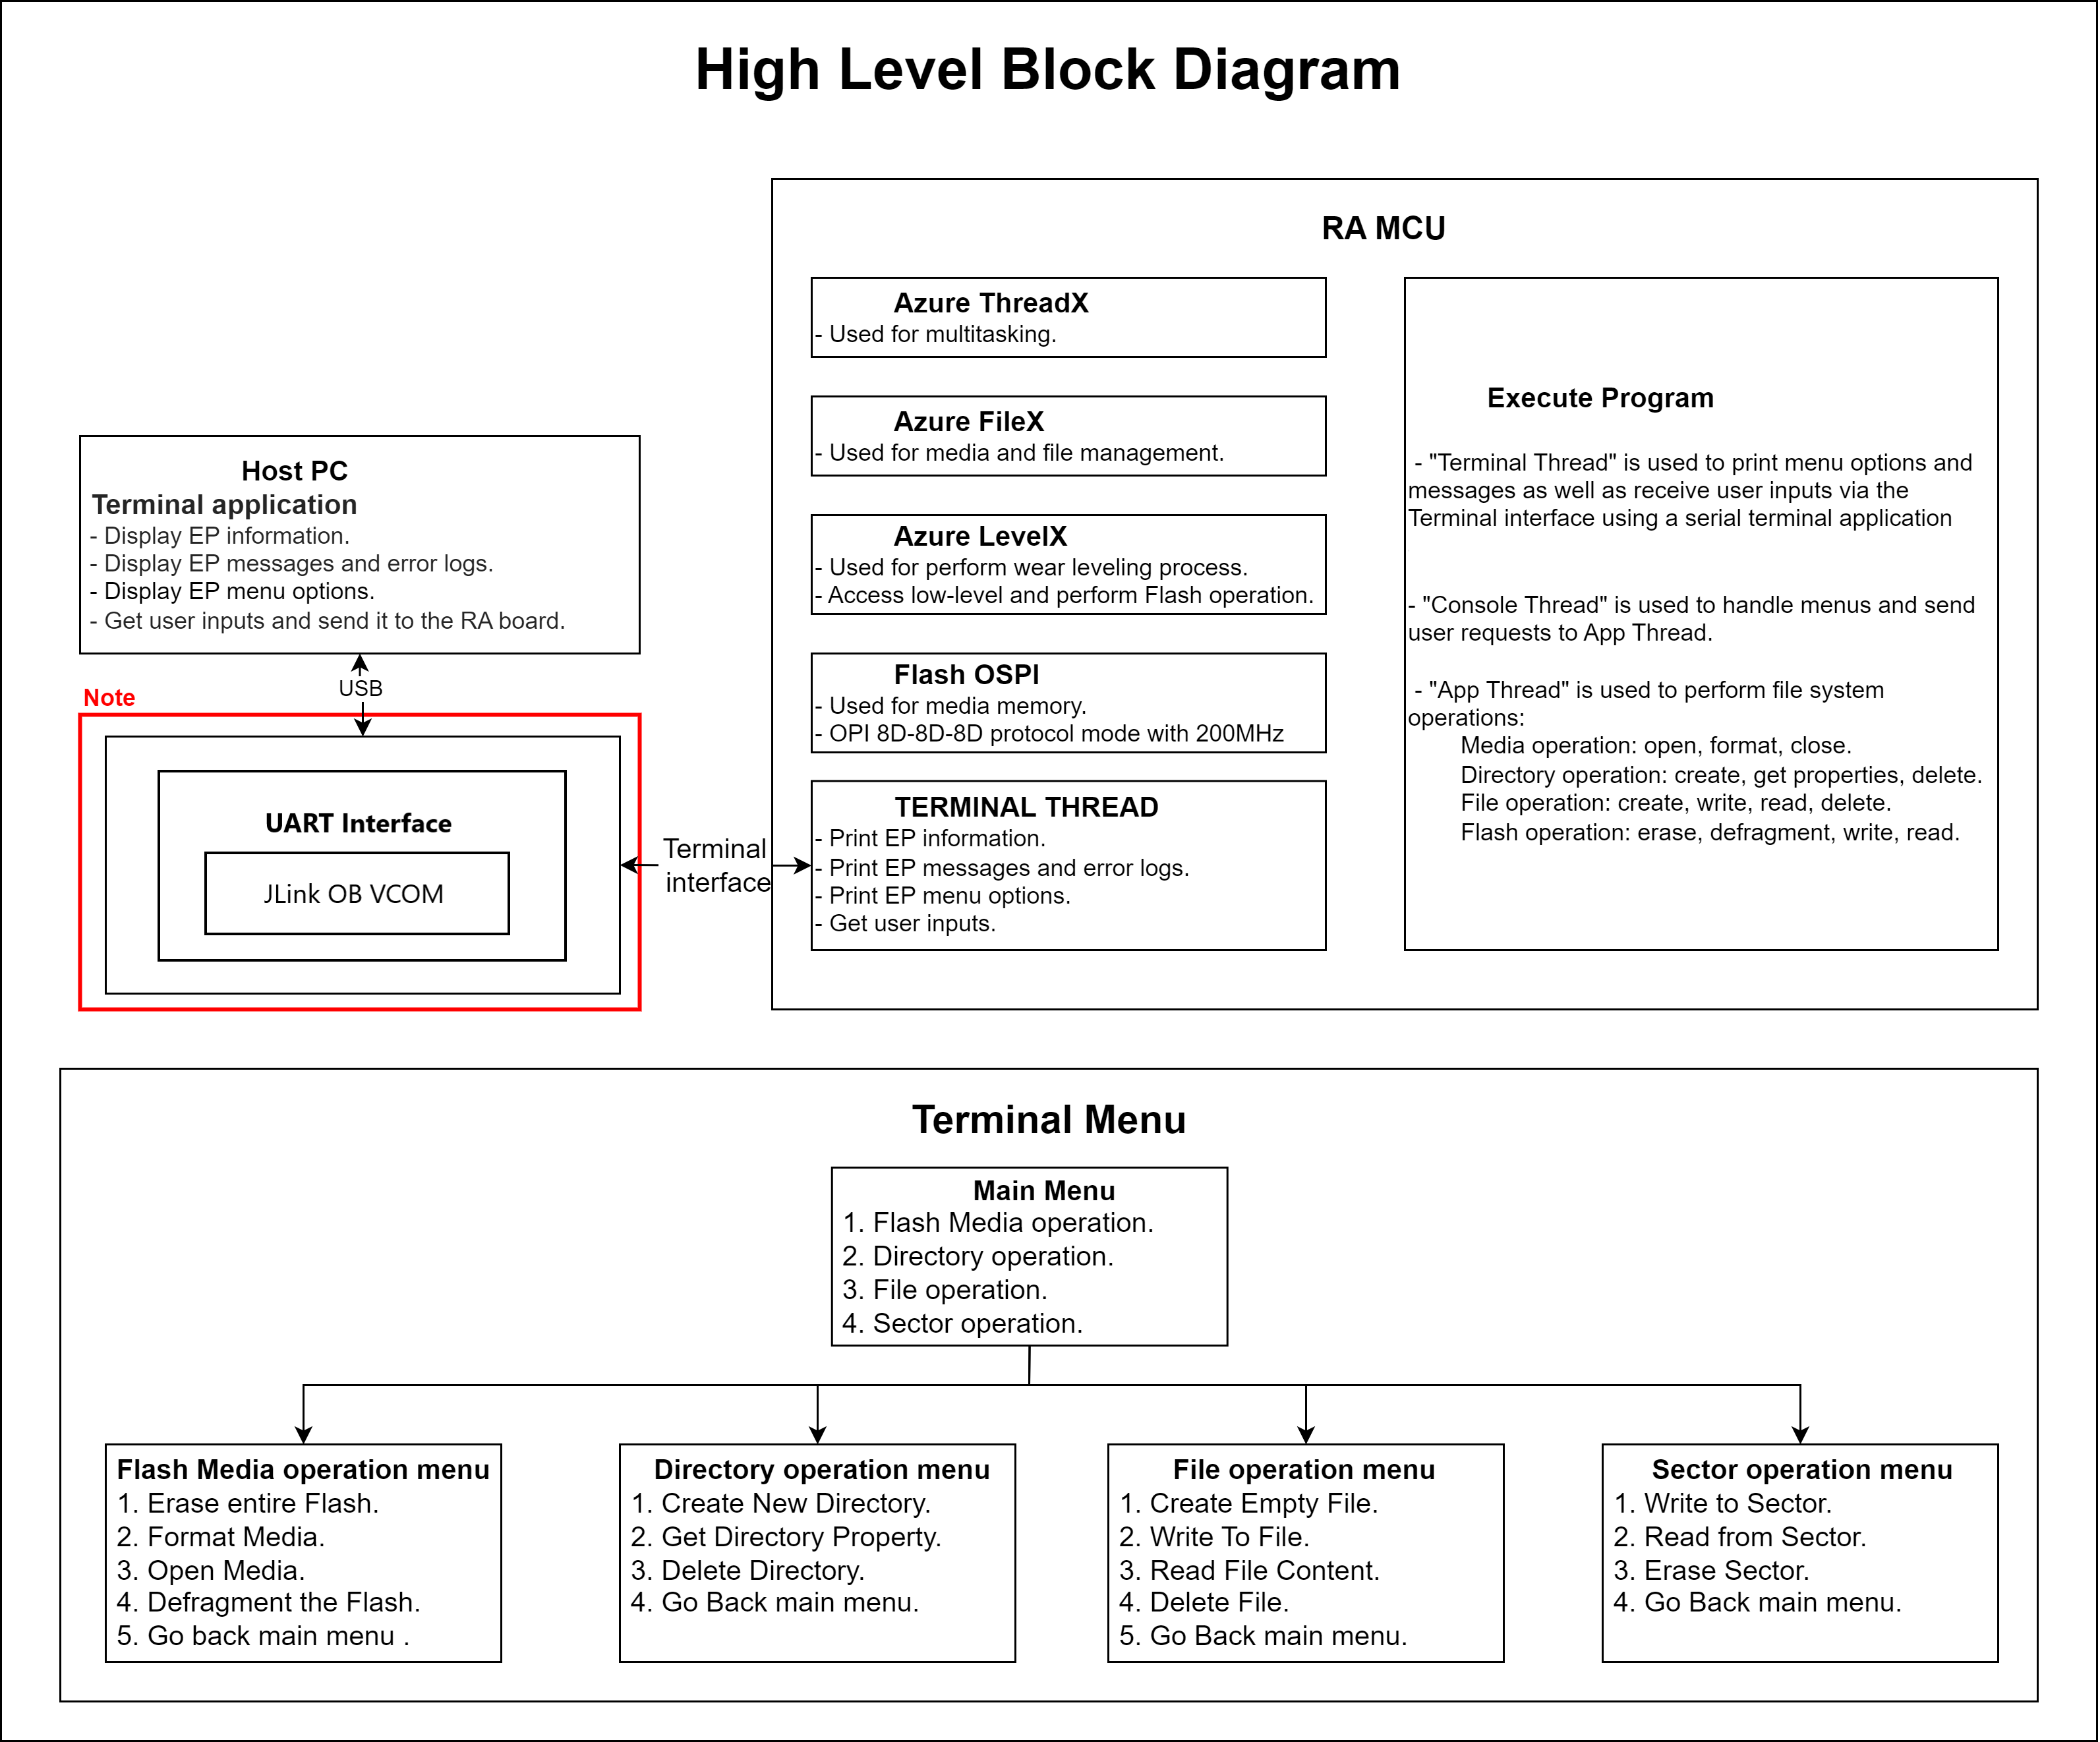 High Level Block Diagram
Host PC
Terminal application
- Display EP information.
- Display EP messages and error logs.
- Display EP menu options.
- Get user inputs and send it to the RA board.
USB
Note
UART Interface
JLink OB VCOM
Terminal
interface
RA MCU
Azure ThreadX
- Used for multitasking.
Azure FileX
- Used for media and file management.
Azure LevelX
- Used for perform wear leveling process.
- Access low-level and perform Flash operation.
Flash OSPI
- Used for media memory.
- OPI 8D-8D-8D protocol mode with 200MHz
TERMINAL THREAD
- Print EP information.
- Print EP messages and error logs.
- Print EP menu options.
- Get user inputs.
Execute Program
- "Terminal Thread" is used to print menu options and
messages as well as receive user inputs via the
Terminal interface using a serial terminal application
- "Console Thread" is used to handle menus and send
user requests to App Thread.
- "App Thread" is used to perform file system
operations:
Media operation: open, format, close.
Directory operation: create, get properties, delete.
File operation: create, write, read, delete.
Flash operation: erase, defragment, write, read.
Terminal Menu
Main Menu
1. Flash Media operation.
2. Directory operation.
3. File operation.
4. Sector operation.
Flash Media operation menu
1. Erase entire Flash.
2. Format Media.
3. Open Media.
4. Defragment the Flash.
5. Go back main menu .
Directory operation menu
1. Create New Directory.
2. Get Directory Property.
3. Delete Directory.
4. Go Back main menu.
File operation menu
1. Create Empty File.
2. Write To File.
3. Read File Content.
4. Delete File.
5. Go Back main menu.
Sector operation menu
1. Write to Sector.
2. Read from Sector.
3. Erase Sector.
4. Go Back main menu.